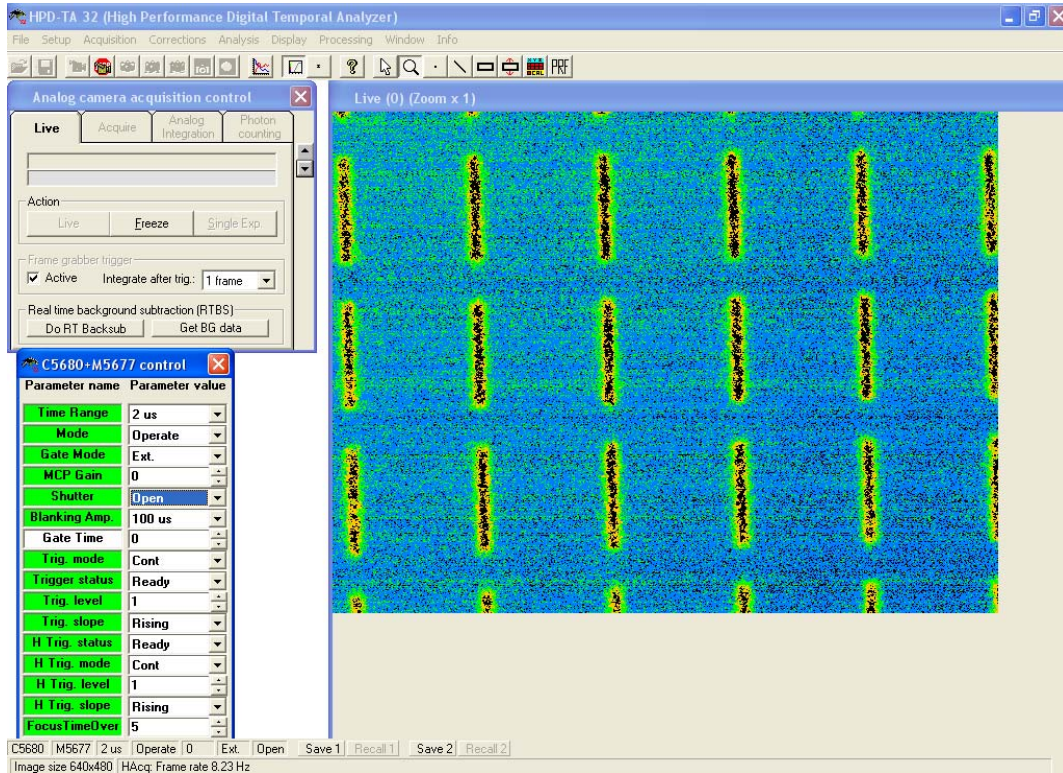 HPD-TA 32 (High Performance Digital Temporal Analyzer)
File Setup Acquisition Corrections Analysis Display Processing Window Info
PRF
Analog camera acquisition control
Live Acquire Analog Integration Photon counting
Action
Live Freeze Single Exp.
Frame grabber trigger
Active Integrate after trig.: 1 frame
Real time background subtraction (RTBS)
Do RT Backsub Get BG data
Live (0) (Zoom x 1)
C5680+M5677 control
Parameter name Parameter value
Time Range 2 us
Mode Operate
Gate Mode Ext.
MCP Gain 0
Shutter Open
Blanking Amp. 100 us
Gate Time 0
Trig. mode Cont
Trigger status Ready
Trig. level 1
Trig. slope Rising
H Trig. status Ready
H Trig. mode Cont
H Trig. level 1
H Trig. slope Rising
FocusTimeOver 5
C5680 M5677 2 us Operate 0 Ext. Open Save 1 Recall 1 Save 2 Recall 2
Image size 640x480 HAcq: Frame rate 8.23 Hz